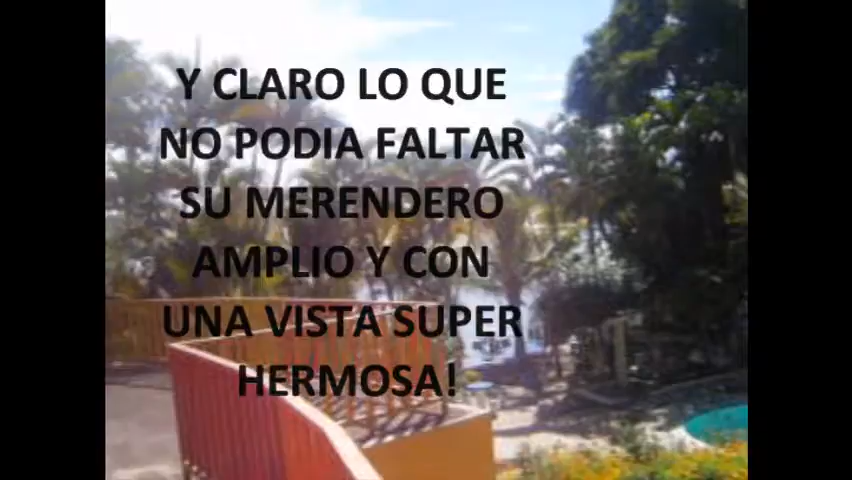 Y CLARO LO QUE
NO PODIA FALTAR
SU MERENDERO
AMPLIO Y CON
UNA VISTA SUPER
HERMOSA!